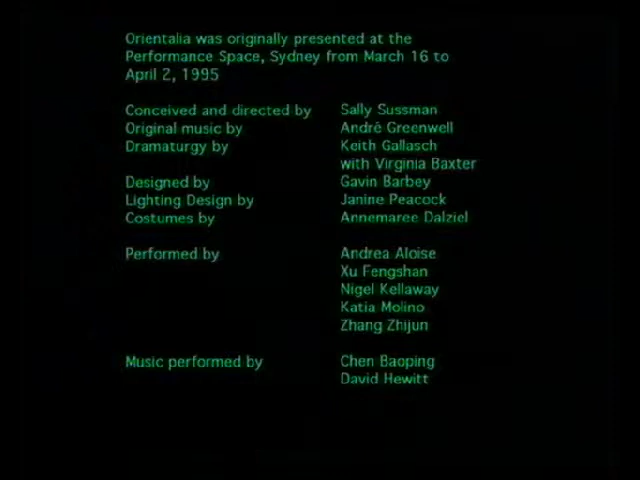 Orientalia was originally presented at the
Performance Space, Sydney from March 16 to
April 2, 1995
Conceived and directed by Sally Sussman
Original music by André Greenwell
Dramaturgy by Keith Gallasch
with Virginia Baxter
Designed by Gavin Barbey
Lighting Design by Janine Peacock
Costumes by Annemaree Dalziel
Performed by Andrea Aloise
Xu Fengshan
Nigel Kellaway
Katia Molino
Zhang Zhijun
Music performed by Chen Baoping
David Hewitt